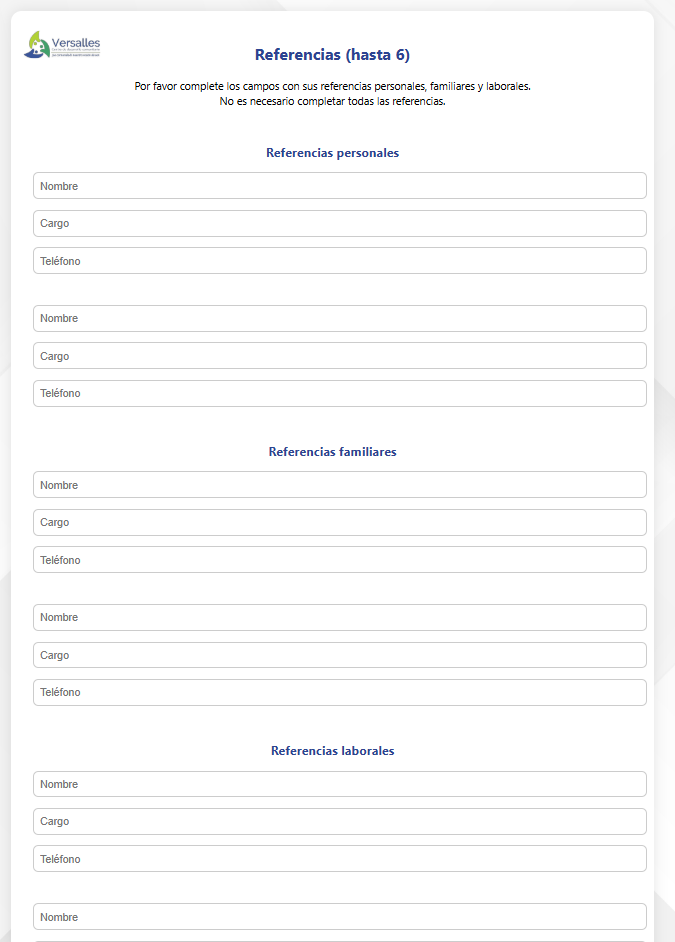 Versalles
Referencias (hasta 6)
Por favor complete los campos con sus referencias personales, familiares y laborales.
No es necesario completar todas las referencias.
Referencias personales
Nombre
Cargo
Teléfono
Nombre
Cargo
Teléfono
Referencias familiares
Nombre
Cargo
Teléfono
Nombre
Cargo
Teléfono
Referencias laborales
Nombre
Cargo
Teléfono
Nombre